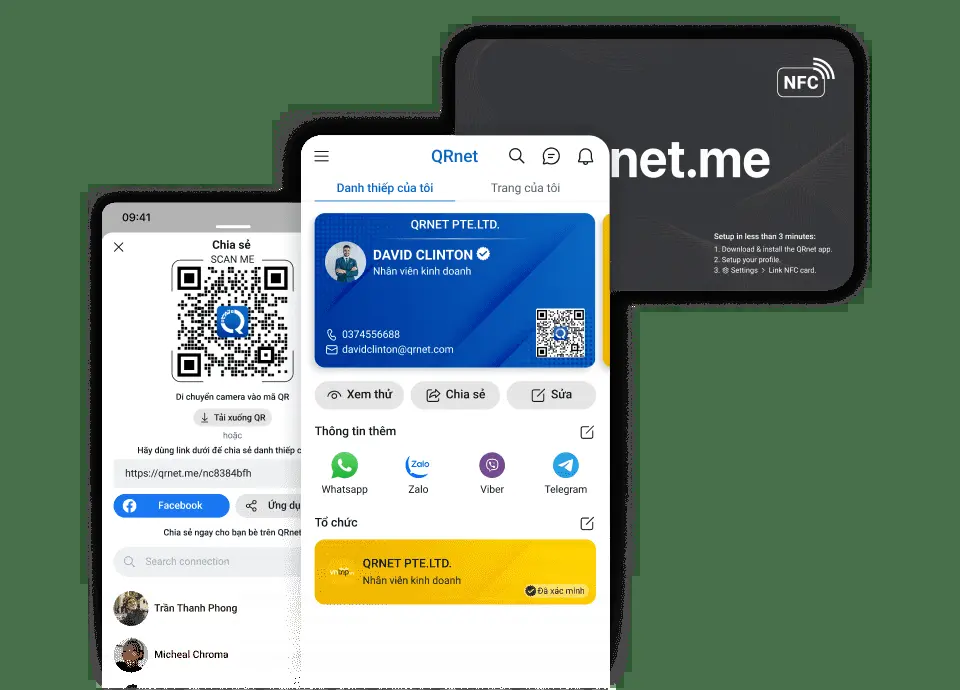 09:41
Chia sẻ
SCAN ME
Di chuyển camera vào mã QR
Tải xuống QR
hoặc
Hãy dùng link dưới để chia sẻ danh thiếp c
https://qrnet.me/nc8384bfh
Facebook
Ứng dụ
Chia sẻ ngay cho bạn bè trên QRnet
Search connection
Trần Thanh Phong
Micheal Chroma
QRnet
Danh thiếp của tôi
Trang của tôi
QRNET PTE.LTD.
DAVID CLINTON
Nhân viên kinh doanh
0374556688
davidclinton@qrnet.com
Xem thử
Chia sẻ
Sửa
Thông tin thêm
Whatsapp
Zalo
Zalo
Viber
Telegram
Tổ chức
QRNET PTE.LTD.
Nhân viên kinh doanh
Đã xác minh
NFC
net.me
Setup in less than 3 minutes:
1. Download & install the QRnet app.
2. Setup your profile.
3. Settings > Link NFC card.